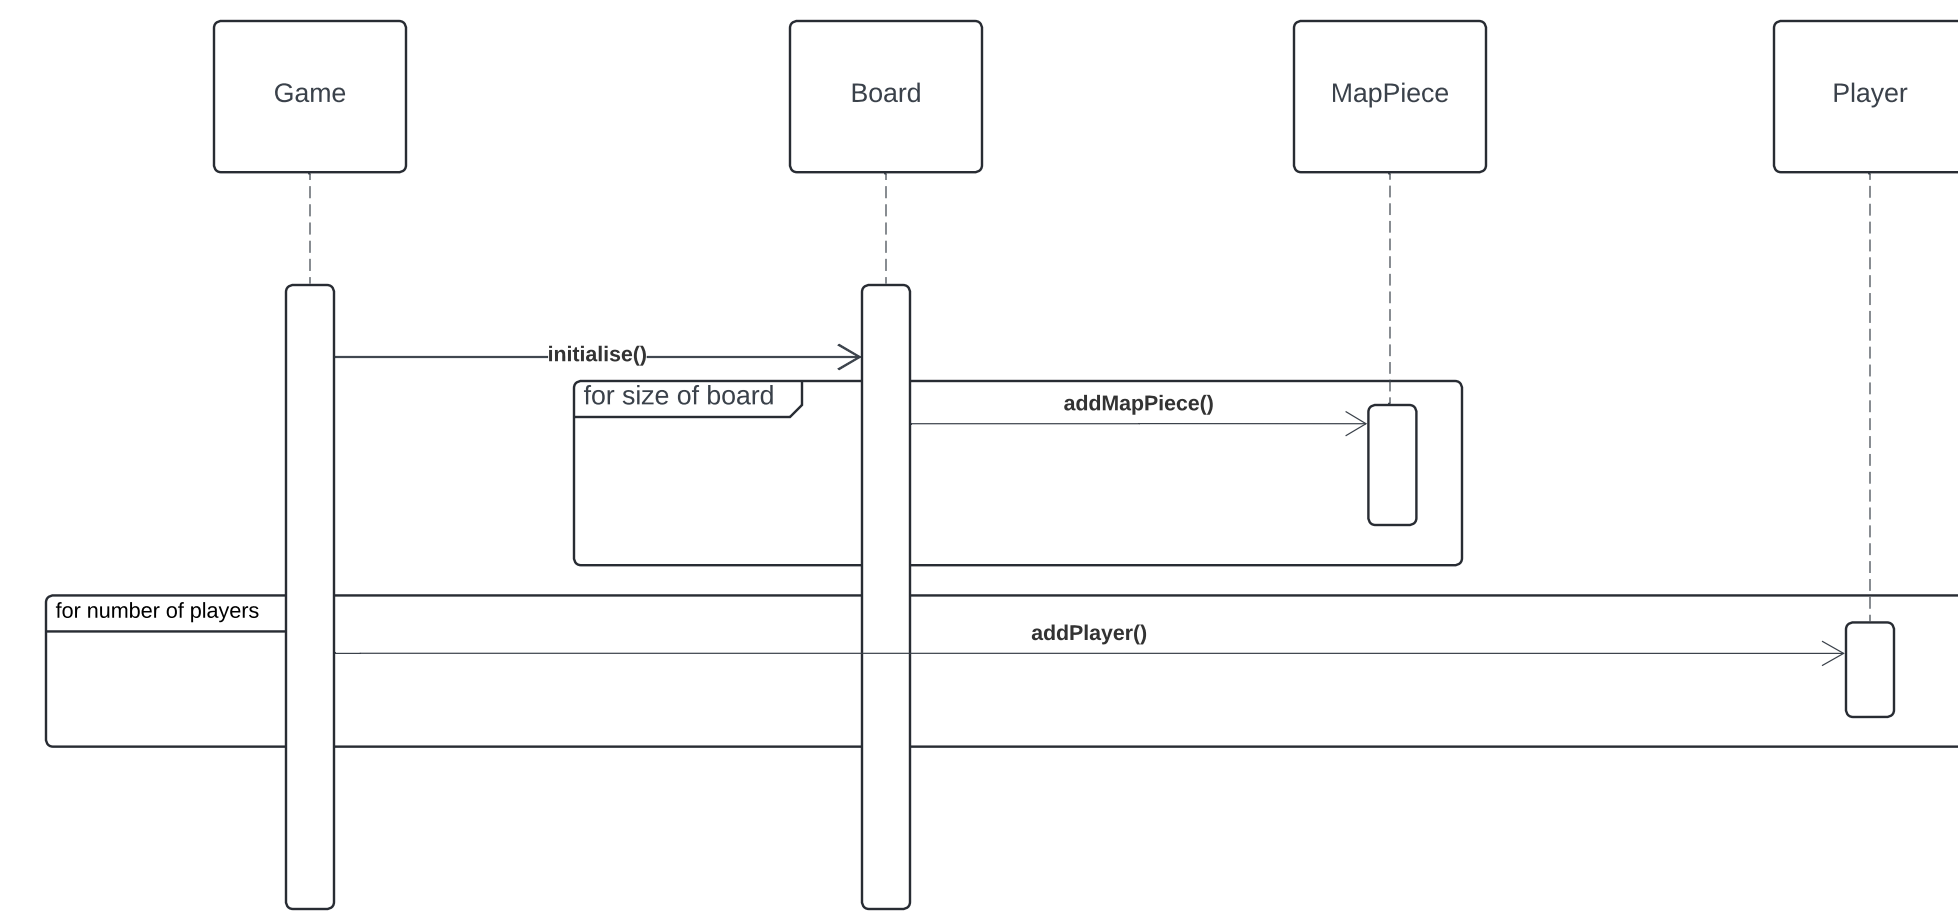 Game
Board
MapPiece
Player
initialise()
for size of board
addMapPiece()
for number of players
addPlayer()